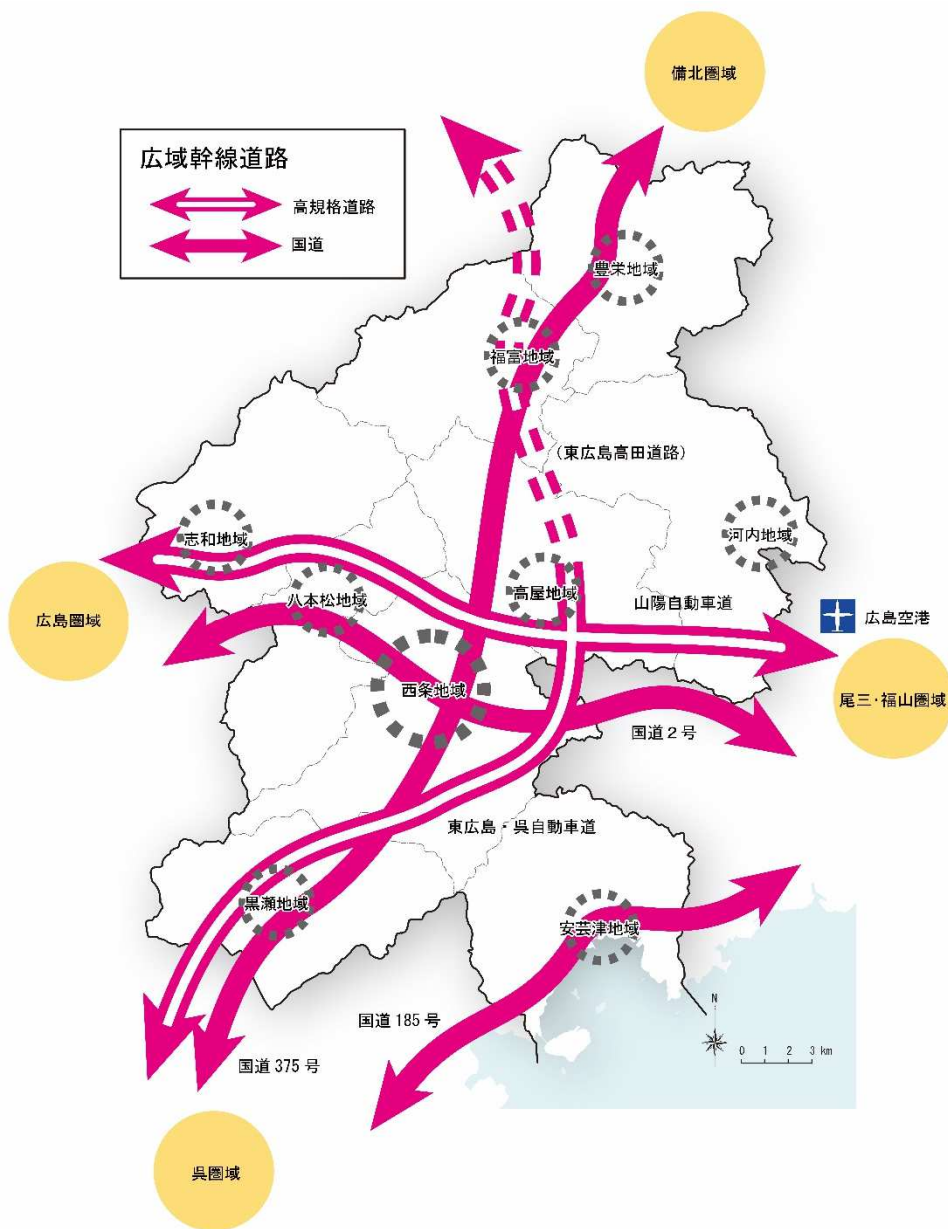 備北圏域
広域幹線道路
高規格道路
国道
豊栄地域
福富地域
(東広島高田道路)
志和地域
河内地域
八本松地域
高屋地域
山陽自動車道
広島空港
広島圏域
西条地域
尾三・福山圏域
国道2号
東広島・呉自動車道
黒瀬地域
安芸津地域
国道185号
国道375号
N
0 1 2 3 km
呉圏域